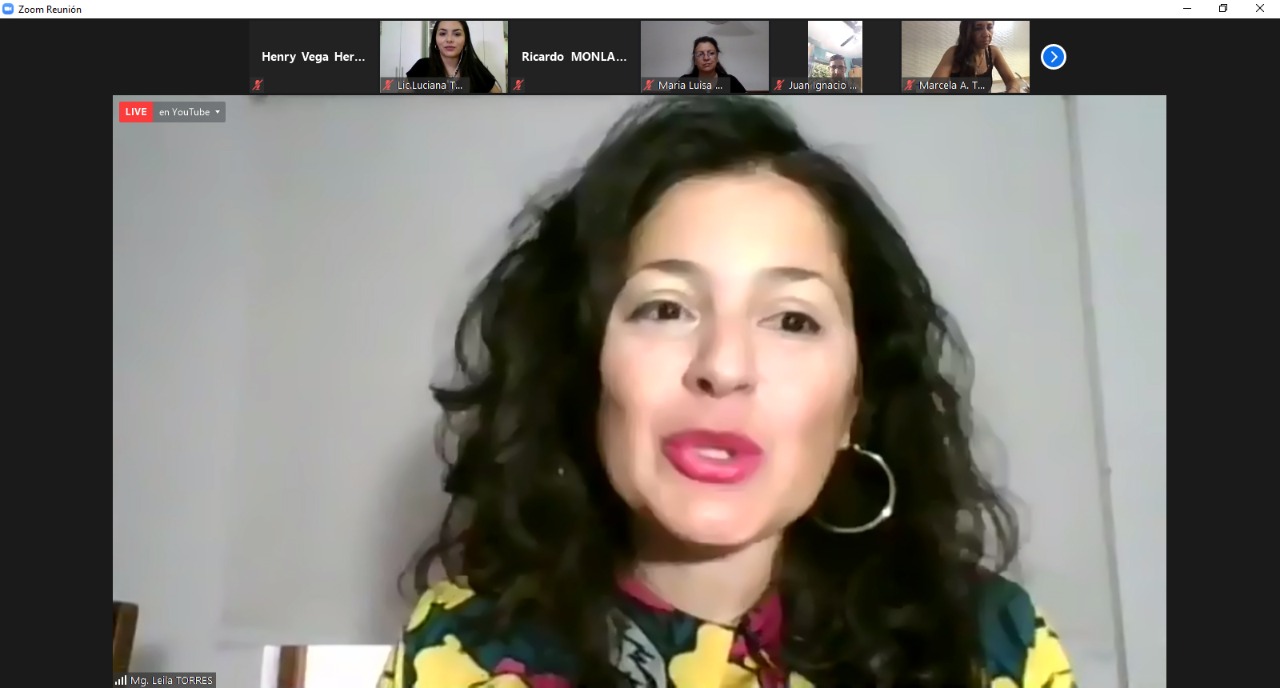 Zoom Reunión
Henry Vega Her...
Lic.Luciana T...
Ricardo MONLA...
Maria Luisa ...
Juan Ignacio ...
Marcela A. T...
LIVE en YouTube
Mg. Leila TORRES